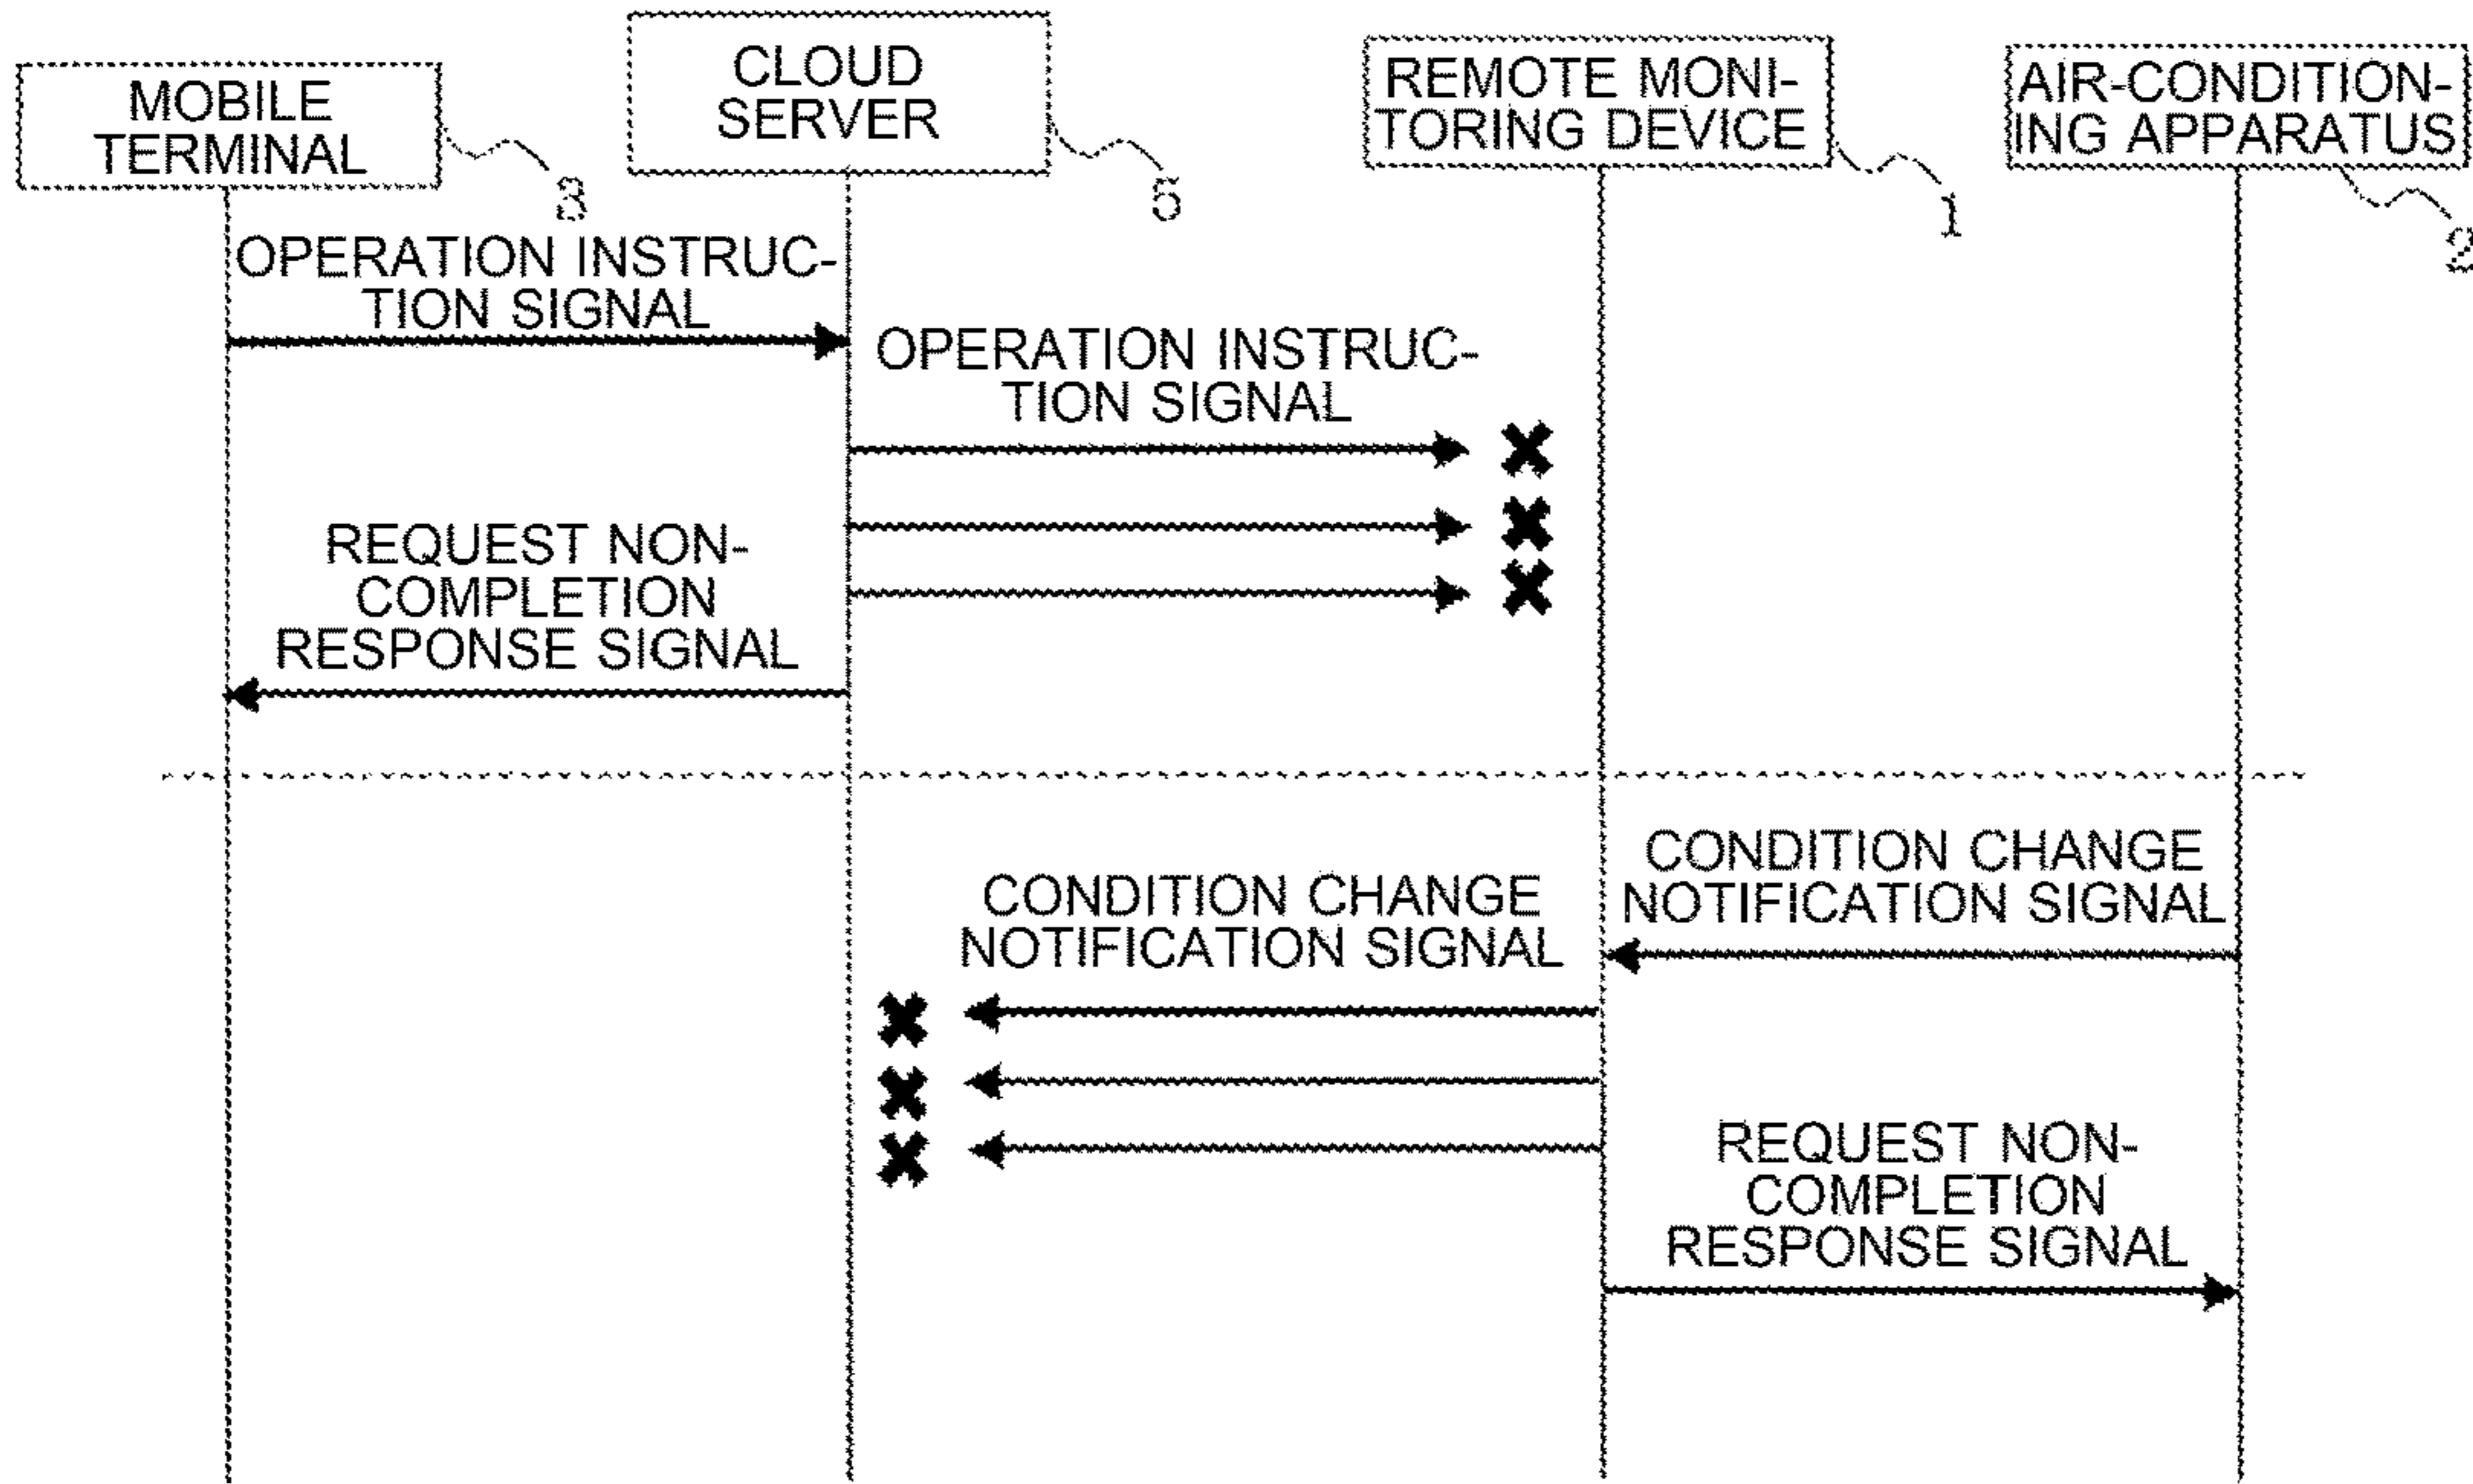 MOBILE
TERMINAL
3
CLOUD
SERVER
5
REMOTE MONI-
TORING DEVICE
1
AIR-CONDITION-
ING APPARATUS
2
OPERATION INSTRUC-
TION SIGNAL
OPERATION INSTRUC-
TION SIGNAL
REQUEST NON-
COMPLETION
RESPONSE SIGNAL
CONDITION CHANGE
NOTIFICATION SIGNAL
CONDITION CHANGE
NOTIFICATION SIGNAL
REQUEST NON-
COMPLETION
RESPONSE SIGNAL